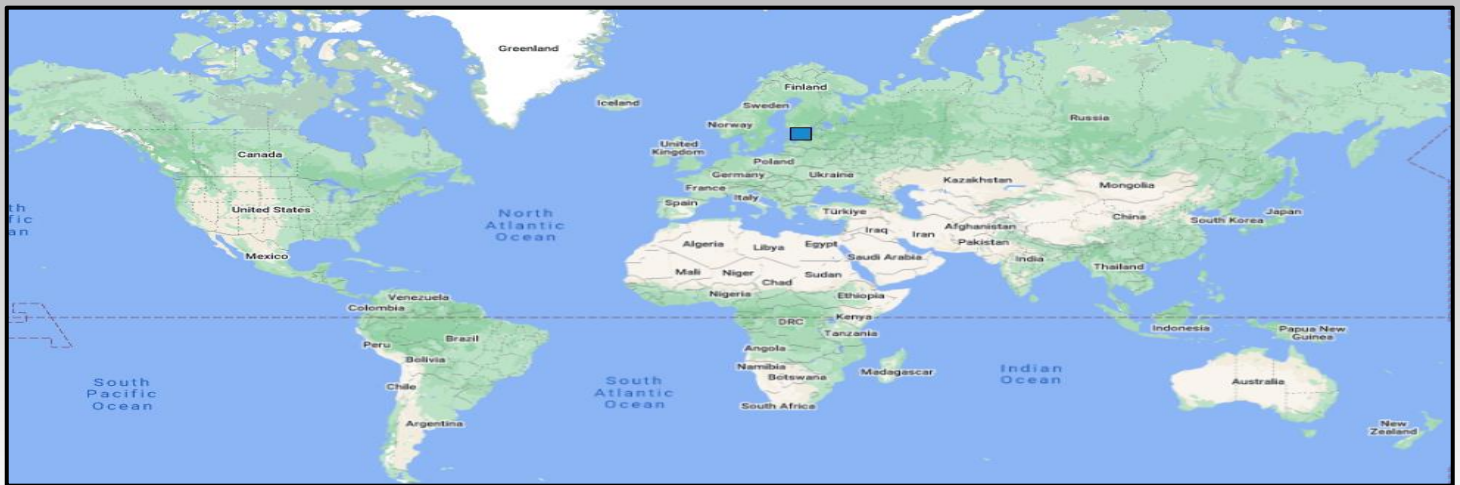 Greenland
Finland
Iceland
Sweden
Norway
Russia
United
Kingdom
Canada
Poland
Germany
Ukraine
Kazakhstan
Mongolia
France
Italy
Spain
United States
Türkiye
North
Atlantic
Ocean
China
South Korea
Japan
Afghanistan
Iraq
Iran
Pakistan
Algeria
Libya
Egypt
Saudi Arabia
India
Mexico
Thailand
Mali
Niger
Chad
Sudan
Nigeria
Ethiopia
Venezuela
Colombia
DRC
Kenya
Tanzania
Indonesia
Papua New
Guinea
Peru
Brazil
Bolivia
Angola
Namibia
Botswana
Madagascar
Indian
Ocean
Australia
South
Pacific
Ocean
Chile
South
Atlantic
Ocean
South Africa
Argentina
New
Zealand